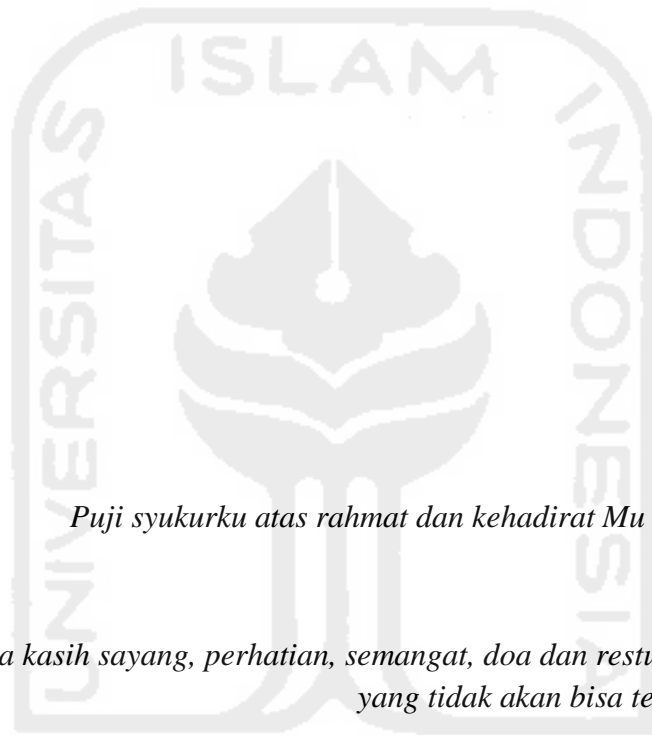 ISLAM
UNIVERSITAS
INDONESIA
Puji syukurku atas rahmat dan kehadirat Mu
kasih sayang, perhatian, semangat, doa dan restu
yang tidak akan bisa